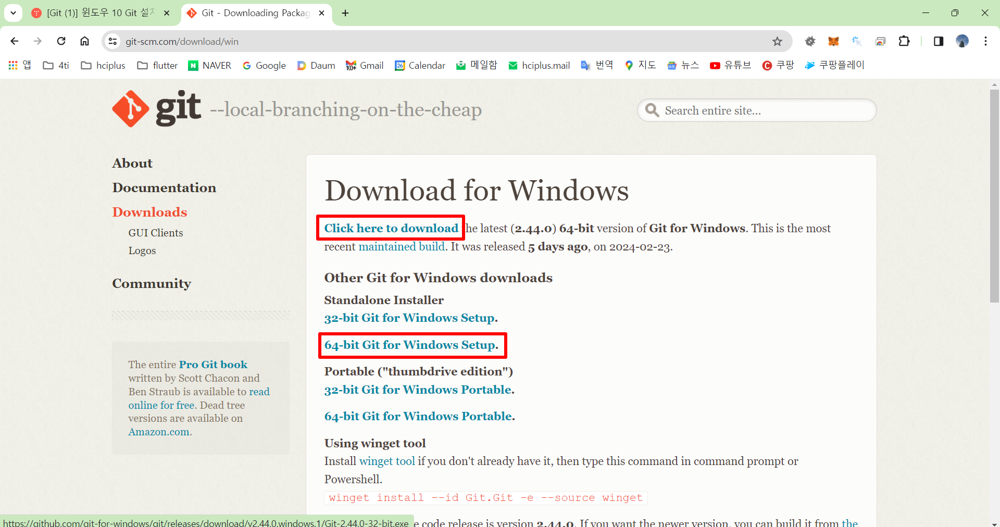 [Git (1)] 윈도우 10 Git 설치
Git - Downloading Packag
git-scm.com/download/win
앱 4ti hciplus flutter NAVER Google Daum Gmail Calendar 메일함 hciplus.mail 번역 지도 뉴스 유튜브 쿠팡 쿠팡플레이
git --local-branching-on-the-cheap
Search entire site...
About
Documentation
Downloads
GUI Clients
Logos
Community
The entire Pro Git book
written by Scott Chacon and
Ben Straub is available to read
online for free. Dead tree
versions are available on
Amazon.com.
Download for Windows
Click here to download he latest (2.44.0) 64-bit version of Git for Windows. This is the most
recent maintained build. It was released 5 days ago, on 2024-02-23.
Other Git for Windows downloads
Standalone Installer
32-bit Git for Windows Setup.
64-bit Git for Windows Setup.
Portable ("thumbdrive edition")
32-bit Git for Windows Portable.
64-bit Git for Windows Portable.
Using winget tool
Install winget tool if you don't already have it, then type this command in command prompt or
Powershell.
winget install --id Git.Git -e --source winget
e code release is version 2.44.0. If you want the newer version, you can build it from the
https://github.com/git-for-windows/git/releases/download/v2.44.0.windows.1/Git-2.44.0-32-bit.exe